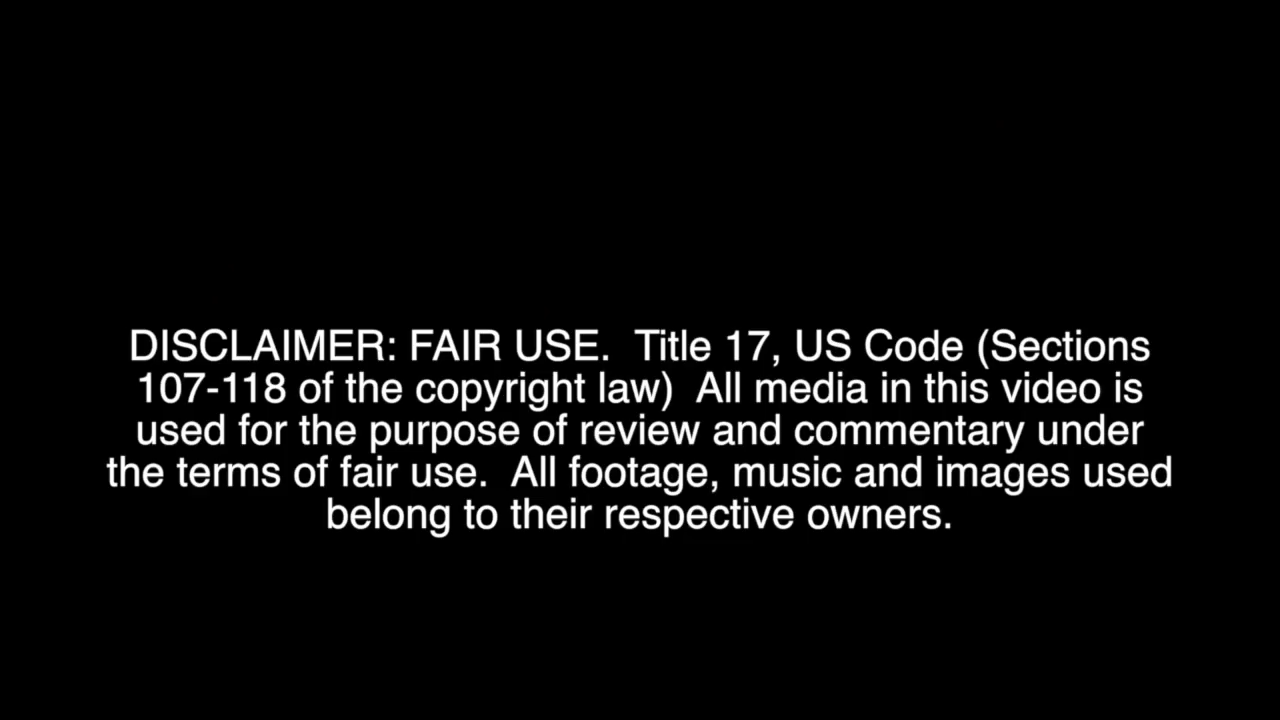 DISCLAIMER: FAIR USE.  Title 17, US Code (Sections
107-118 of the copyright law)  All media in this video is
used for the purpose of review and commentary under
the terms of fair use.  All footage, music and images used
belong to their respective owners.